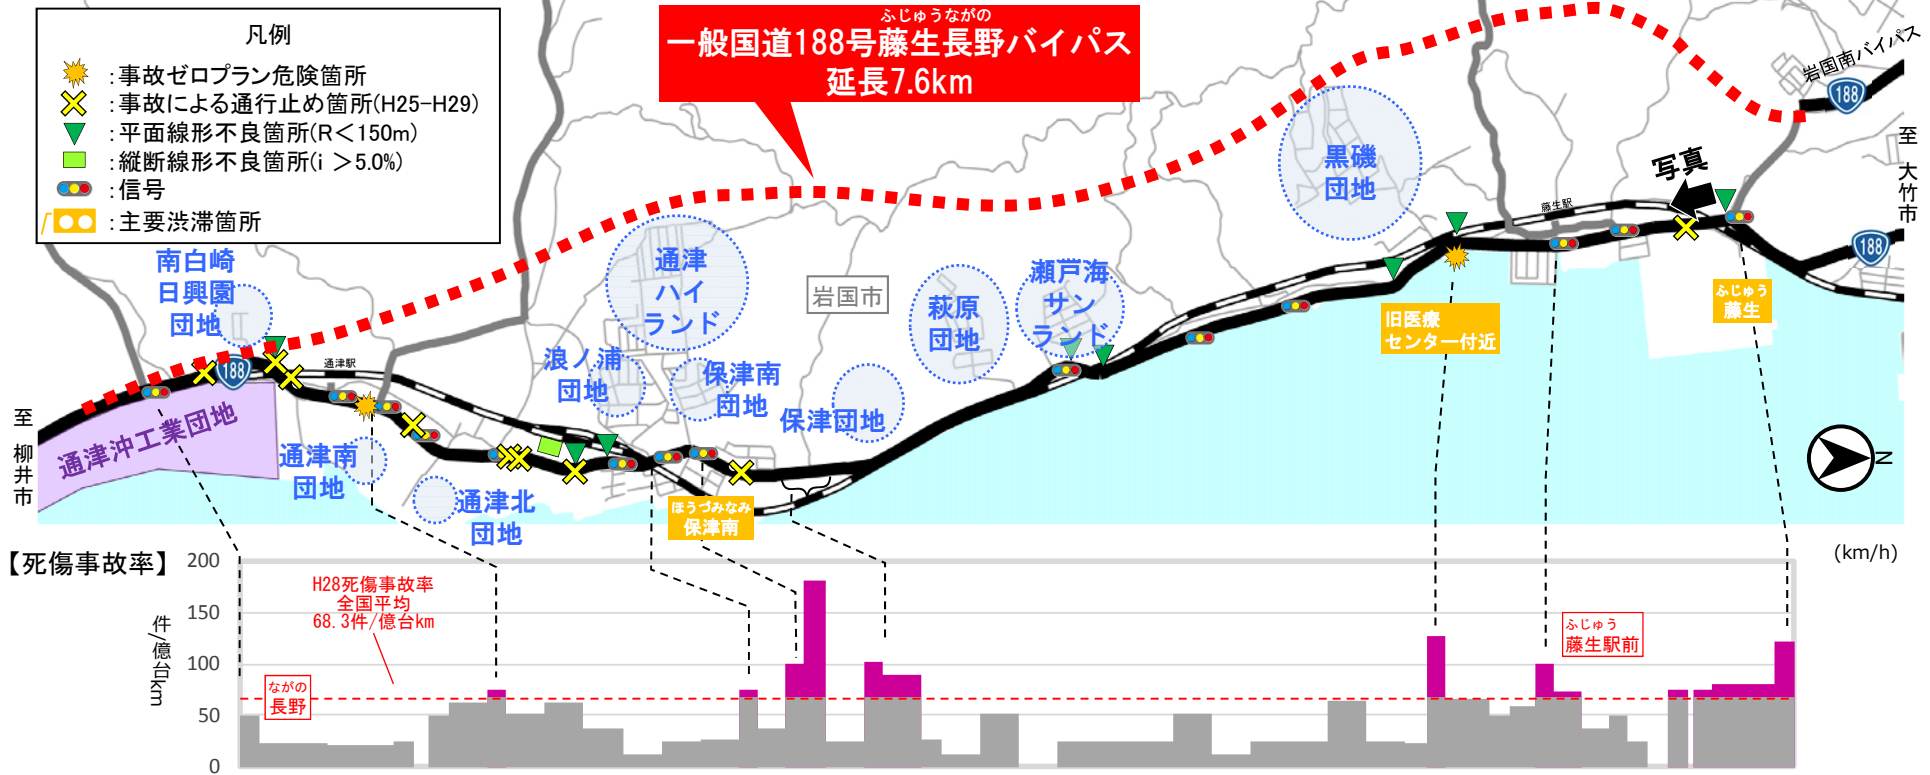 凡例
:事故ゼロプラン危険箇所
:事故による通行止め箇所(H25-H29)
:平面線形不良箇所(R<150m)
:縦断線形不良箇所(i >5.0%)
:信号
:主要渋滞箇所
ふじゅうながの
一般国道188号藤生長野バイパス
延長7.6km
岩国南バイパス
188
至 大竹市
写真
藤生駅
188
黒磯
団地
ふじゅう
藤生
旧医療
センター付近
瀬戸海
サン
ランド
萩原
団地
岩国市
通津
ハイ
ランド
南白崎
日興園
団地
188
通津駅
浪ノ浦
団地
保津南
団地
保津団地
至 柳井市
通津沖工業団地
通津南
団地
通津北
団地
ほうづみなみ
保津南
N
【死傷事故率】
(km/h)
200
150
100
50
0
件/億台km
H28死傷事故率
全国平均
68.3件/億台km
ながの
長野
ふじゅう
藤生駅前